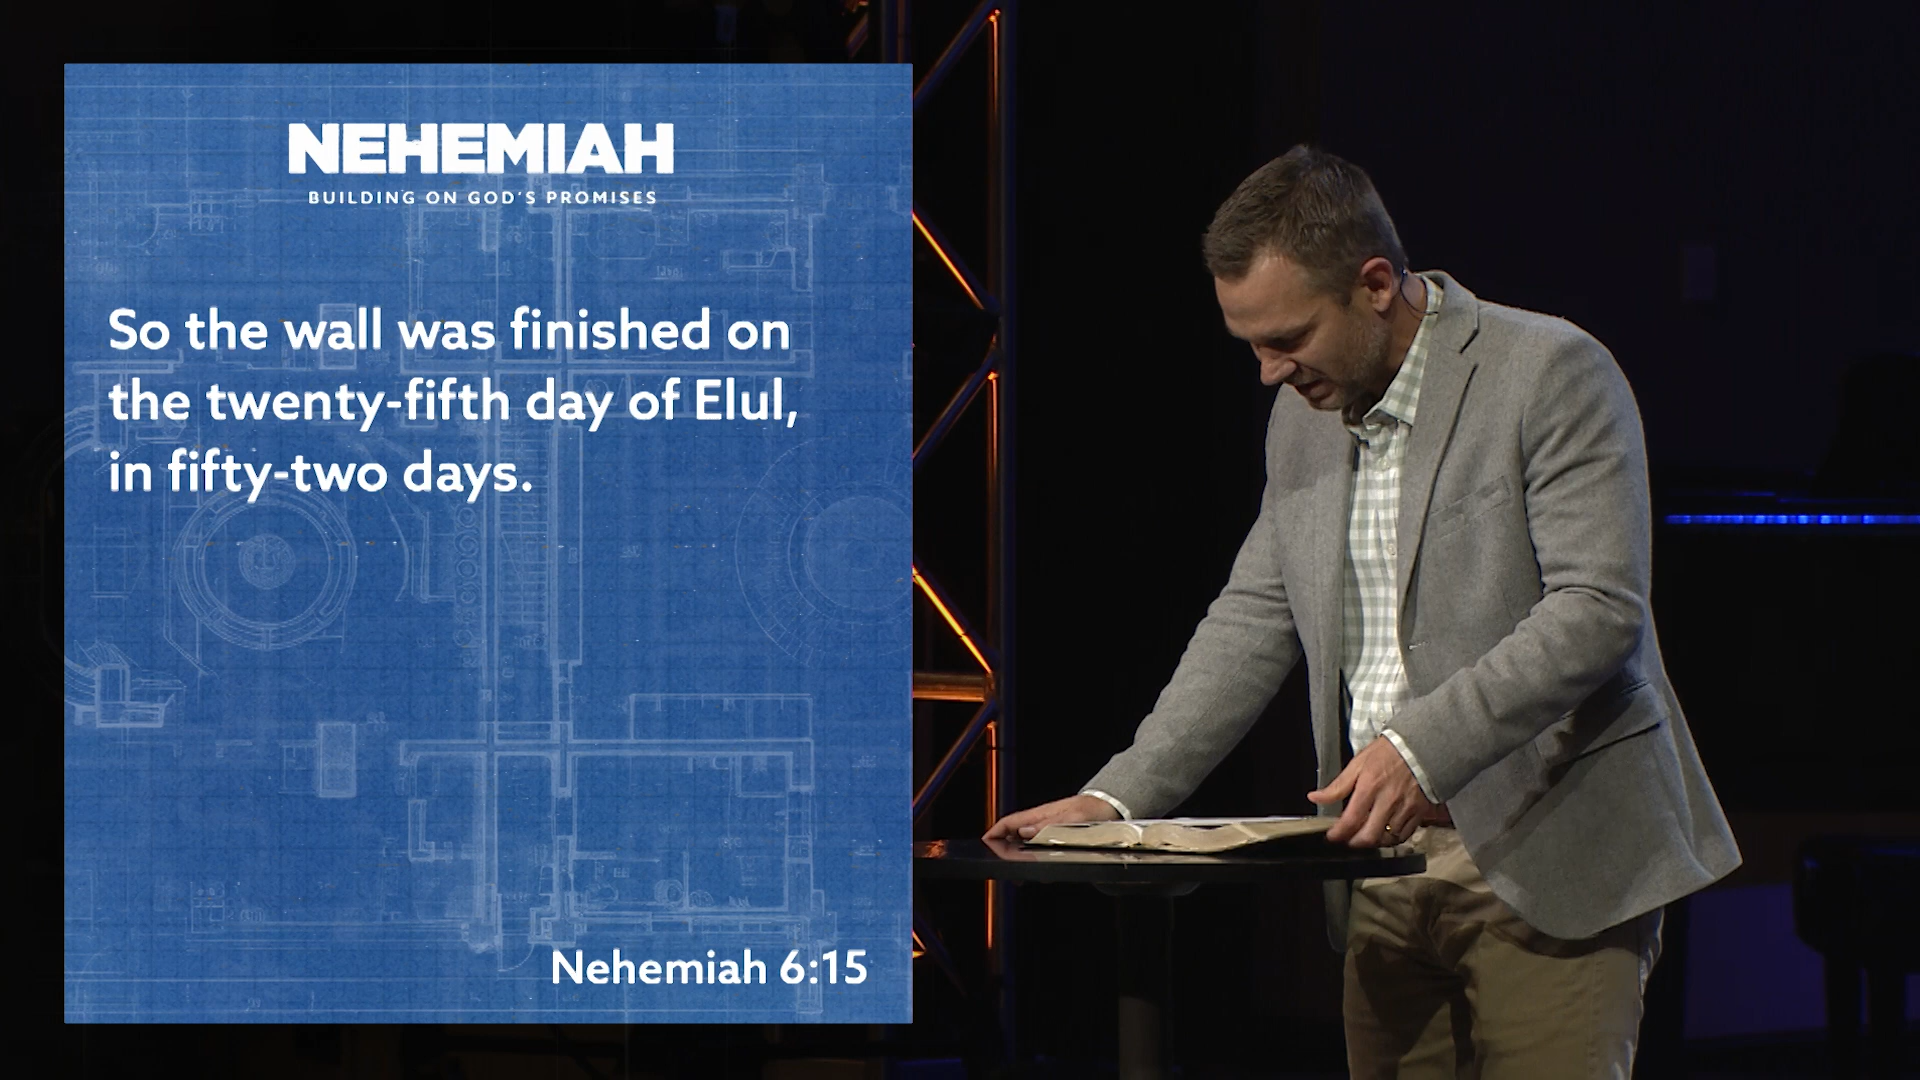 NEHEMIAH
BUILDING ON GOD'S PROMISES
So the wall was finished on
the twenty-fifth day of Elul,
in fifty-two days.
Nehemiah 6:15